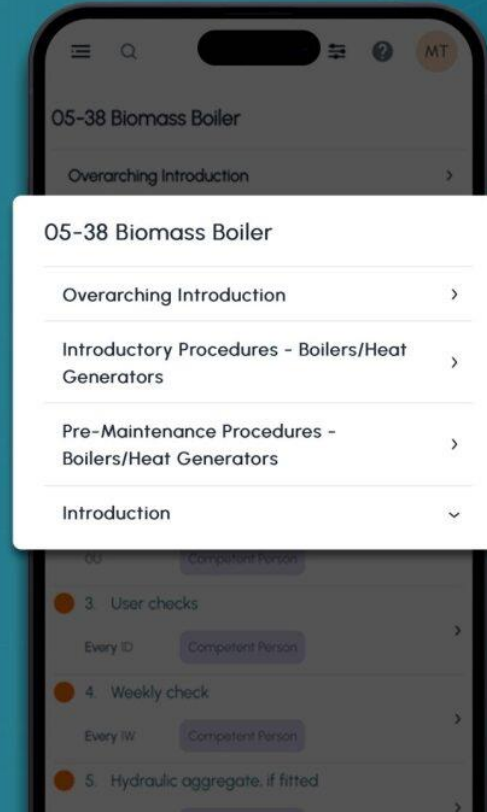 MT
05-38 Biomass Boiler
Overarching Introduction
05-38 Biomass Boiler
Overarching Introduction
Introductory Procedures - Boilers/Heat
Generators
Pre-Maintenance Procedures -
Boilers/Heat Generators
Introduction
0U Competent Person
3. User checks
Every 1D Competent Person
4. Weekly check
Every 1W Competent Person
5. Hydraulic aggregate, if fitted